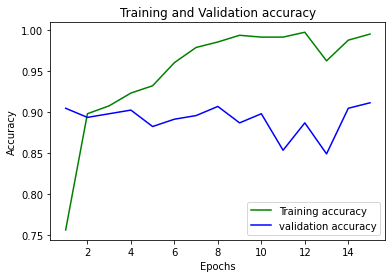 Training and Validation accuracy
1.00
0.95
0.90
0.85
0.80
0.75
Accuracy
Training accuracy
validation accuracy
2 4 6 8 10 12 14
Epochs